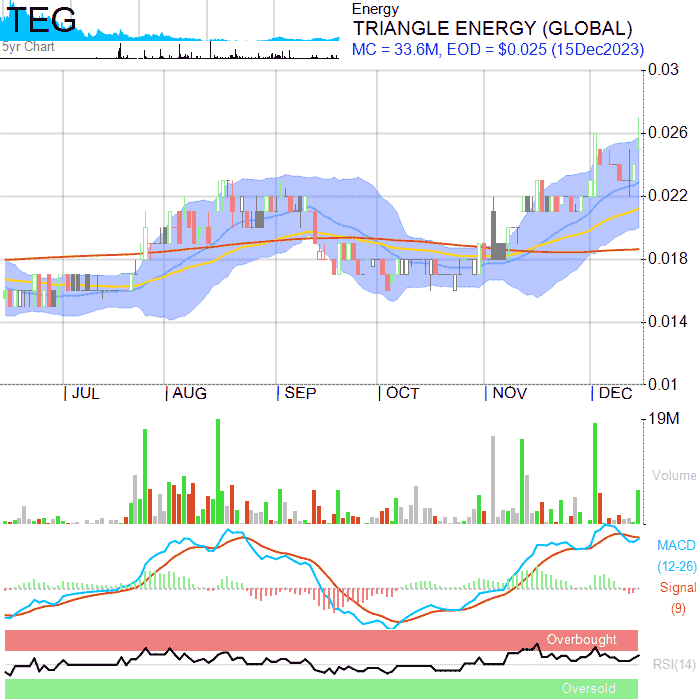 TEG
5yr Chart
Energy
TRIANGLE ENERGY (GLOBAL)
MC = 33.6M, EOD = $0.025 (15Dec2023)
0.03
0.026
0.022
0.018
0.014
0.01
JUL AUG SEP OCT NOV DEC
19M
Volume
MACD
(12-26)
Signal
(9)
Overbought
RSI(14)
Oversold